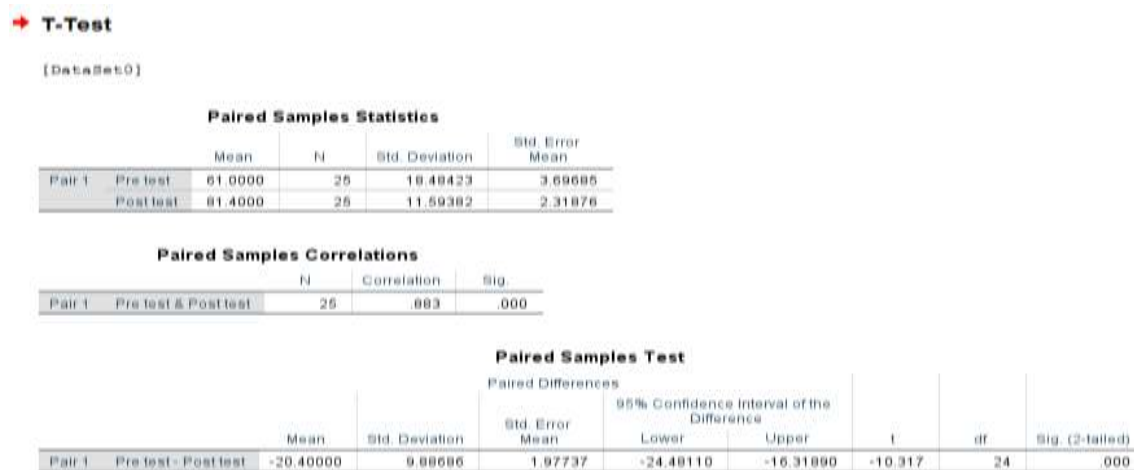 T-Test
[DataSet0]
Paired Samples Statistics
Mean N Std. Deviation Std. Error Mean
Pair 1 Pre test 61.0000 25 18.48423 3.69685
Post test 81.4000 25 11.59382 2.31876
Paired Samples Correlations
N Correlation Sig.
Pair 1 Pre test & Post test 25 .883 .000
Paired Samples Test
Paired Differences
95% Confidence Interval of the Difference
Mean Std. Deviation Std. Error Mean Lower Upper t df Sig. (2-tailed)
Pair 1 Pre test - Post test -20.40000 9.88686 1.97737 -24.48110 -16.31890 -10.317 24 .000